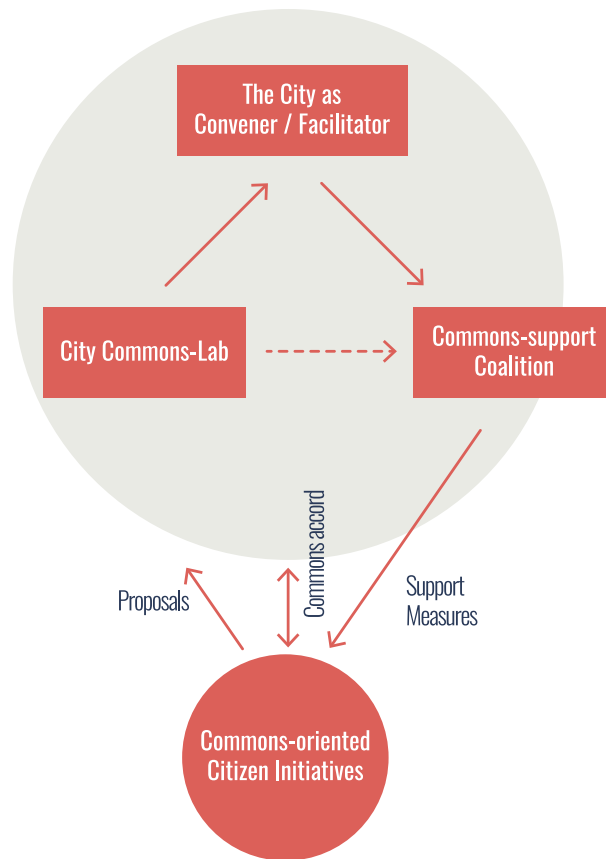 The City as
Convener / Facilitator
City Commons-Lab
Commons-support
Coalition
Commons accord
Proposals
Support
Measures
Commons-oriented
Citizen Initiatives